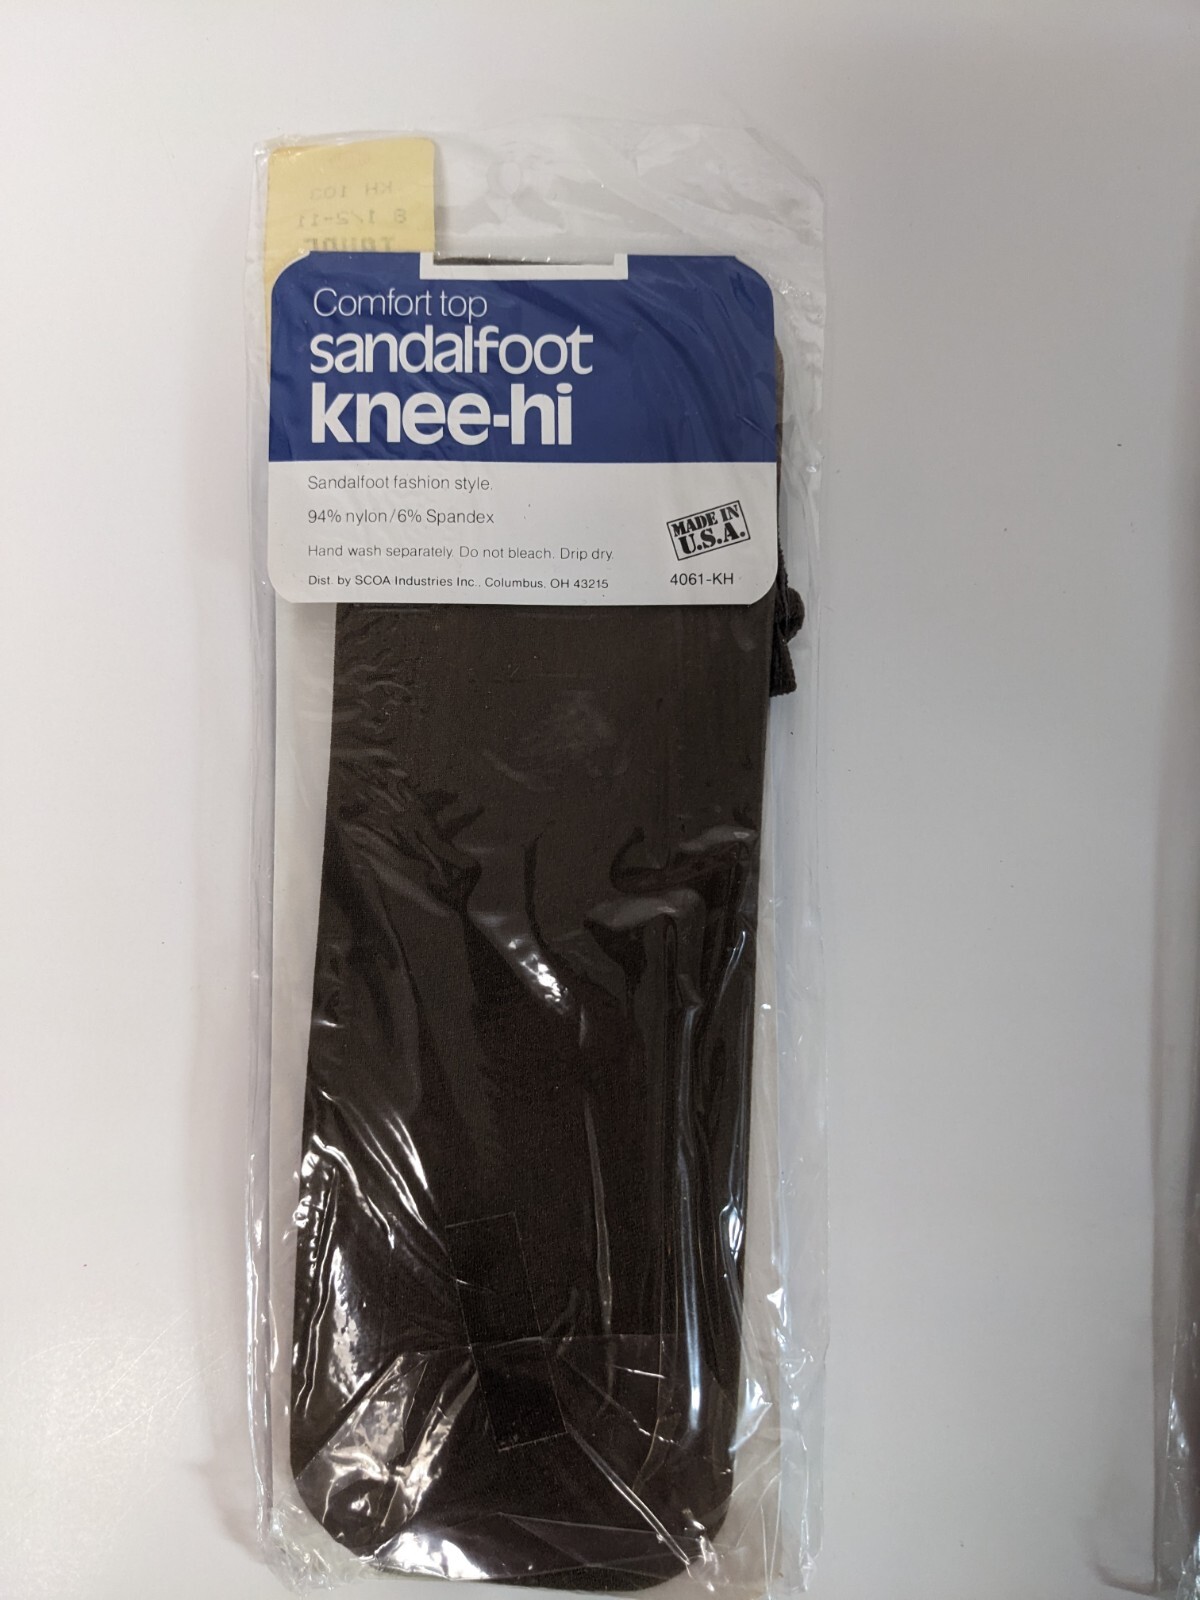 KH 103
8 1/2-11
TAUPE
Comfort top
sandalfoot
knee-hi
Sandalfoot fashion style.
94% nylon/6% Spandex
Hand wash separately. Do not bleach. Drip dry.
Dist. by SCOA Industries Inc., Columbus, OH 43215
MADE IN
U.S.A.
4061-KH